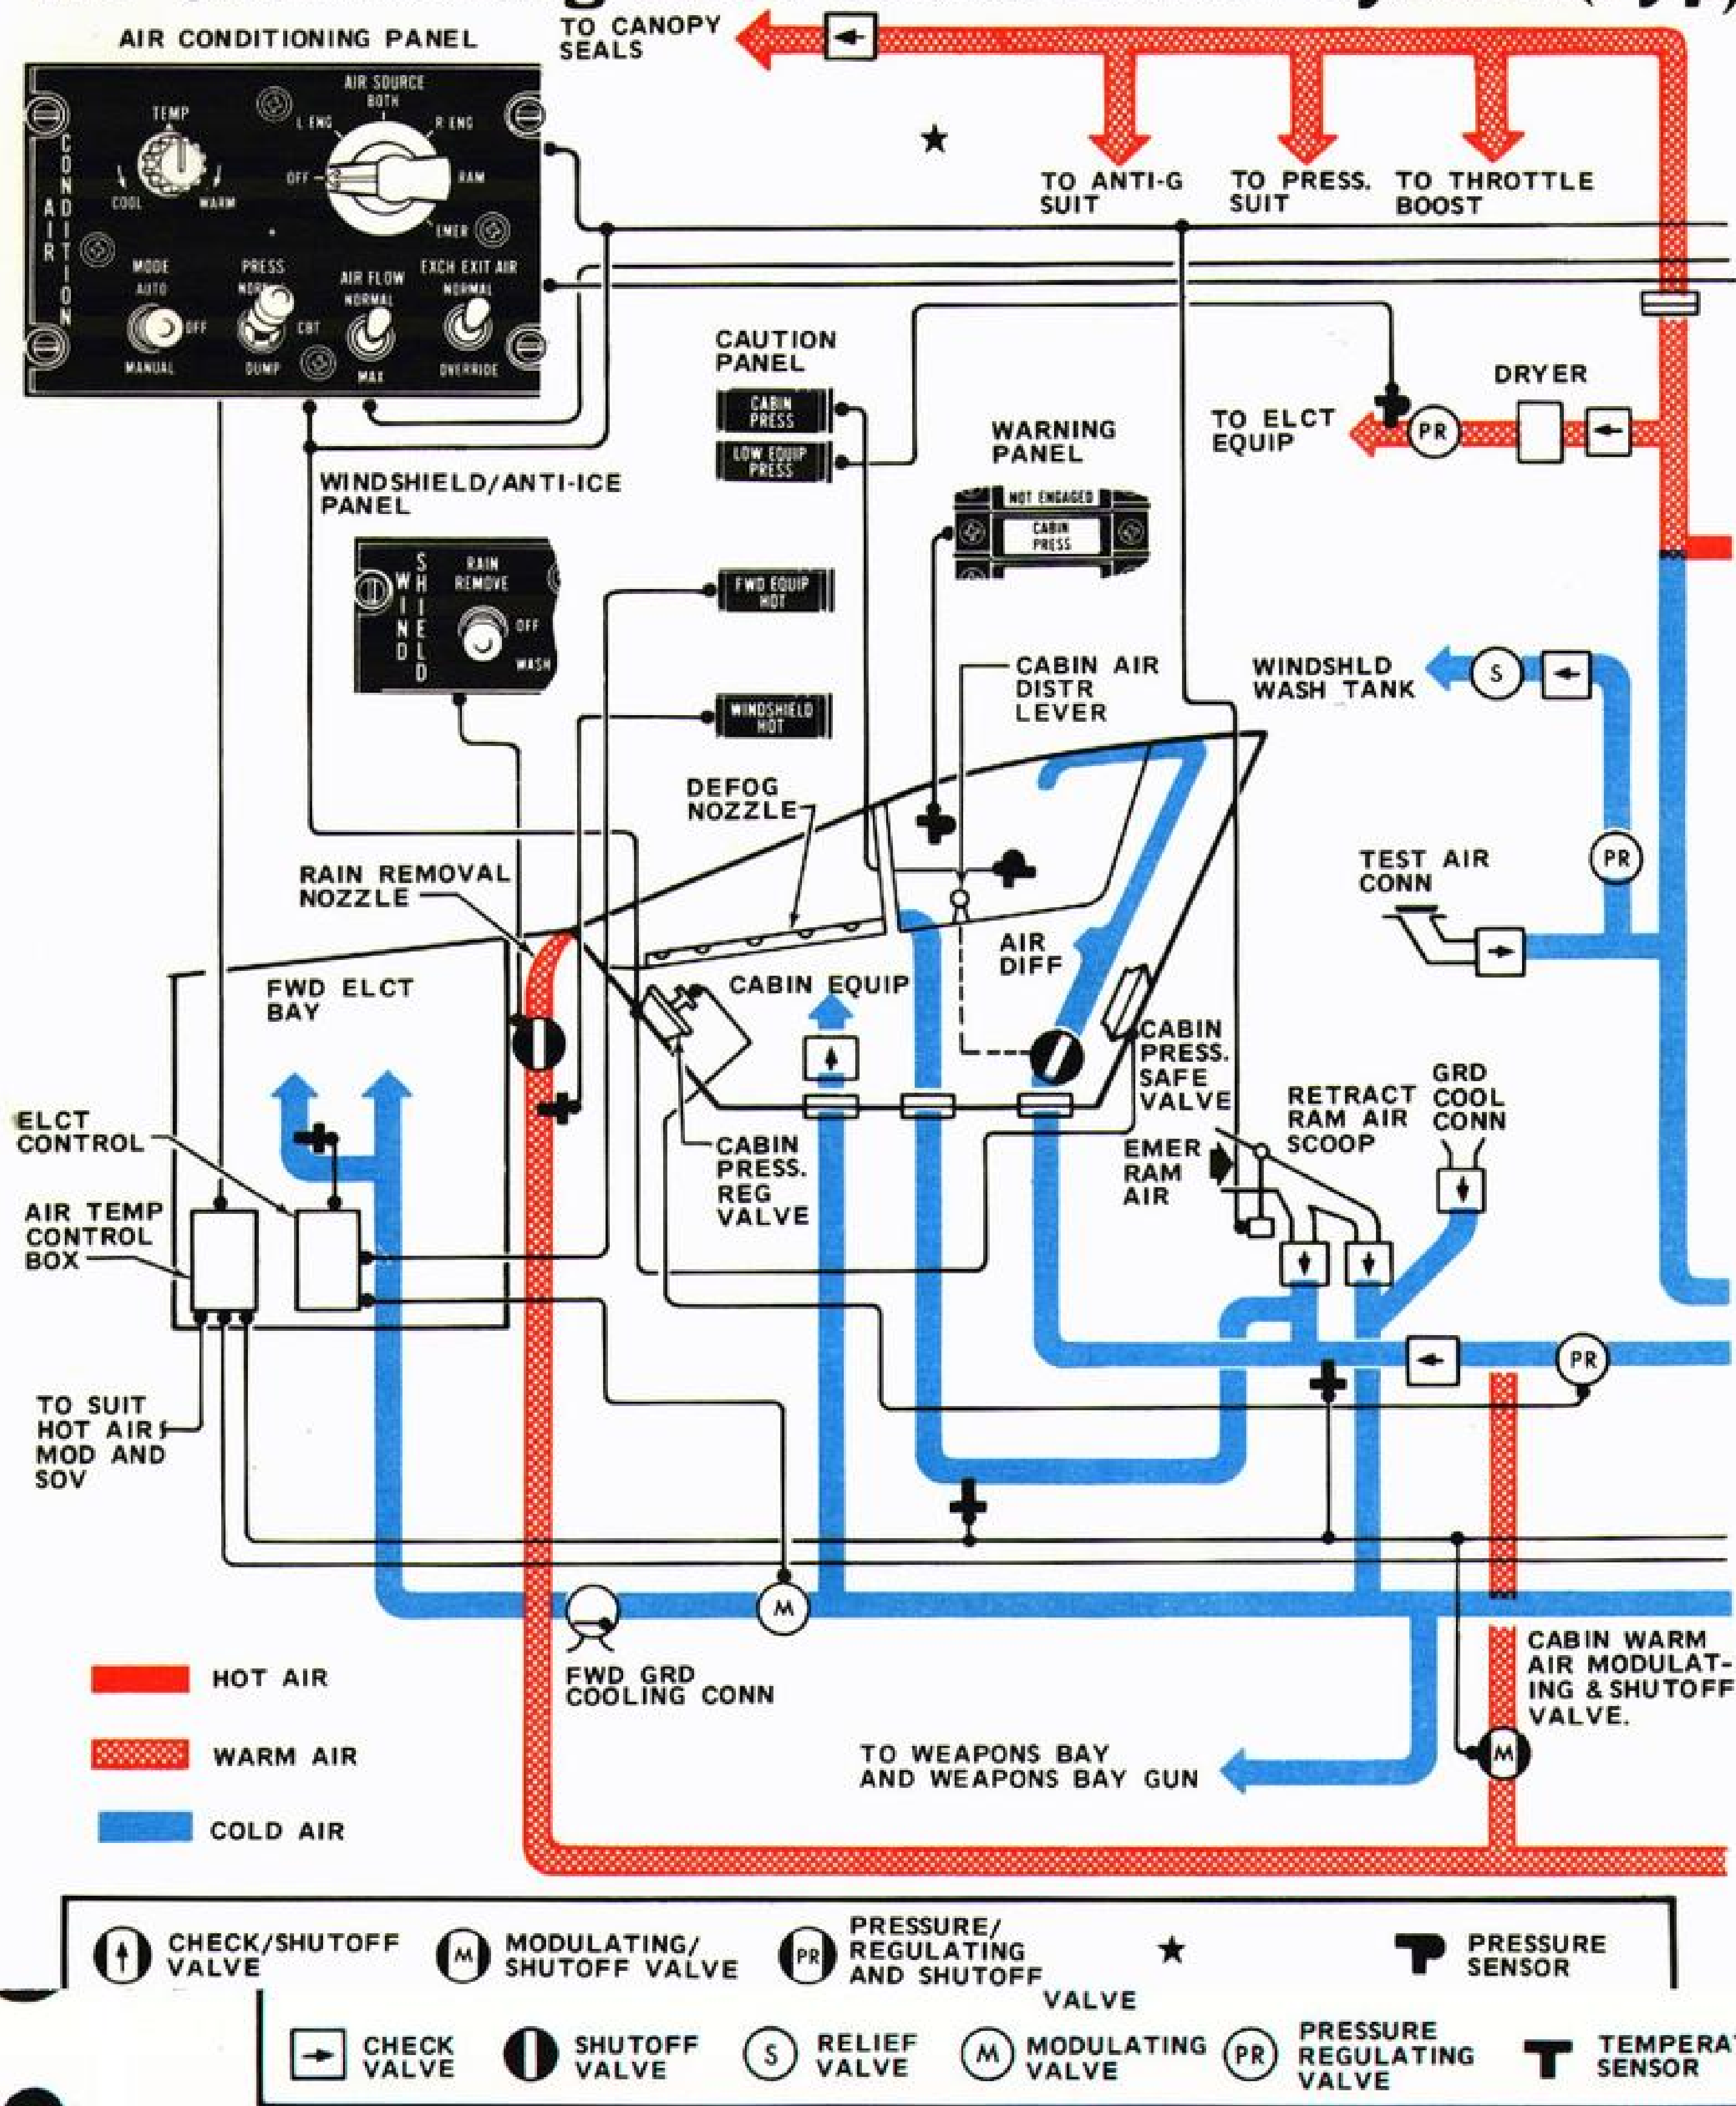 AIR CONDITIONING PANEL
TO CANOPY
SEALS
AIR SOURCE
BOTH
L ENG
R ENG
OFF
RAM
EMER
TEMP
COOL
WARM
AIR
CONDITION
MODE
AUTO
OFF
MANUAL
PRESS
NORM
CBT
DUMP
AIR FLOW
NORMAL
MAX
EXCH EXIT AIR
NORMAL
OVERRIDE
TO ANTI-G
SUIT
TO PRESS.
SUIT
TO THROTTLE
BOOST
CAUTION
PANEL
CABIN
PRESS
LOW EQUIP
PRESS
DRYER
TO ELCT
EQUIP
PR
WARNING
PANEL
NOT ENGAGED
CABIN
PRESS
WINDSHIELD/ANTI-ICE
PANEL
WIND
SHIELD
RAIN
REMOVE
OFF
WASH
FWD EQUIP
HOT
WINDSHIELD
HOT
CABIN AIR
DISTR
LEVER
WINDSHLD
WASH TANK
S
DEFOG
NOZZLE
RAIN REMOVAL
NOZZLE
TEST AIR
CONN
PR
AIR
DIFF
FWD ELCT
BAY
CABIN EQUIP
CABIN
PRESS.
SAFE
VALVE
GRD
COOL
CONN
RETRACT
RAM AIR
SCOOP
EMER
RAM
AIR
ELCT
CONTROL
CABIN
PRESS.
REG
VALVE
AIR TEMP
CONTROL
BOX
PR
TO SUIT
HOT AIR
MOD AND
SOV
M
FWD GRD
COOLING CONN
CABIN WARM
AIR MODULAT-
ING & SHUTOFF
VALVE.
M
TO WEAPONS BAY
AND WEAPONS BAY GUN
HOT AIR
WARM AIR
COLD AIR
CHECK/SHUTOFF
VALVE
M
MODULATING/
SHUTOFF VALVE
PR
PRESSURE/
REGULATING
AND SHUTOFF
VALVE
PRESSURE
SENSOR
CHECK
VALVE
SHUTOFF
VALVE
S
RELIEF
VALVE
M
MODULATING
VALVE
PR
PRESSURE
REGULATING
VALVE
TEMPERA
SENSOR